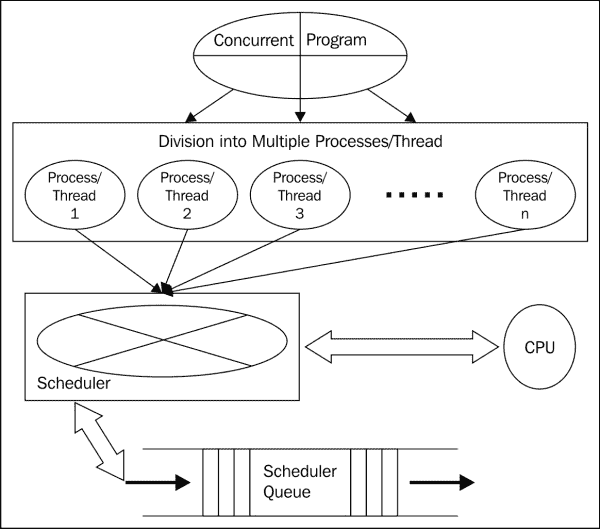 Concurrent Program
Division into Multiple Processes/Thread
Process/
Thread
1
Process/
Thread
2
Process/
Thread
3
Process/
Thread
n
Scheduler
CPU
Scheduler
Queue